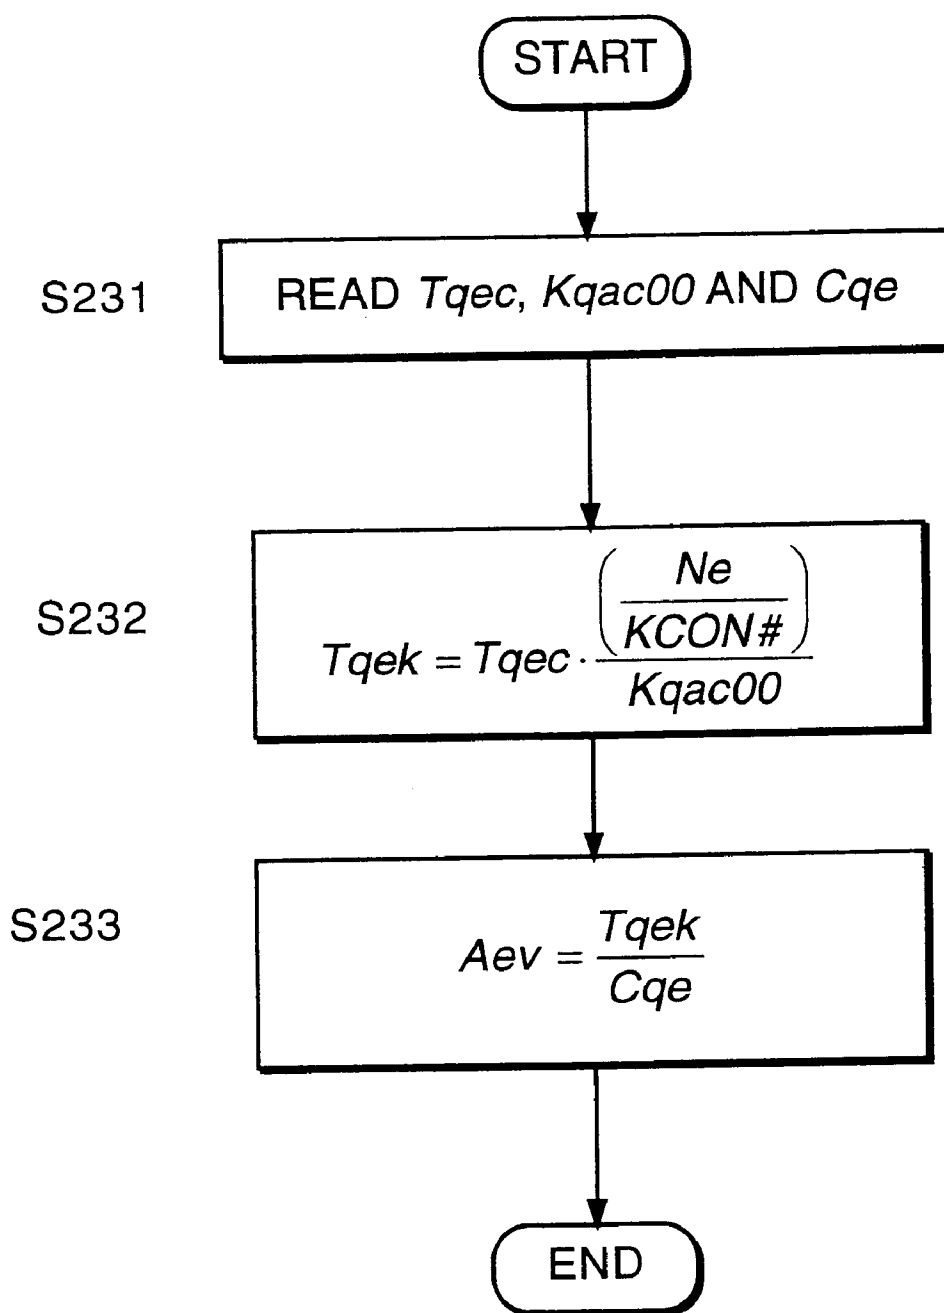 START
S231
READ Tqec, Kqac00 AND Cqe
S232
Tqek = Tqec · (Ne / KCON#) / Kqac00
S233
Aev = Tqek / Cqe
END